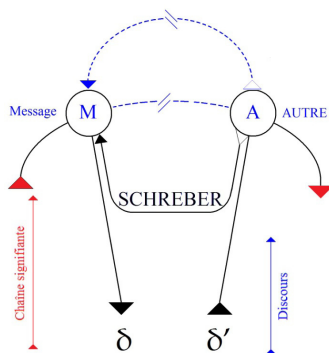 Message
M
A
AUTRE
SCHREBER
Chaîne signifiante
Discours
δ
δ’